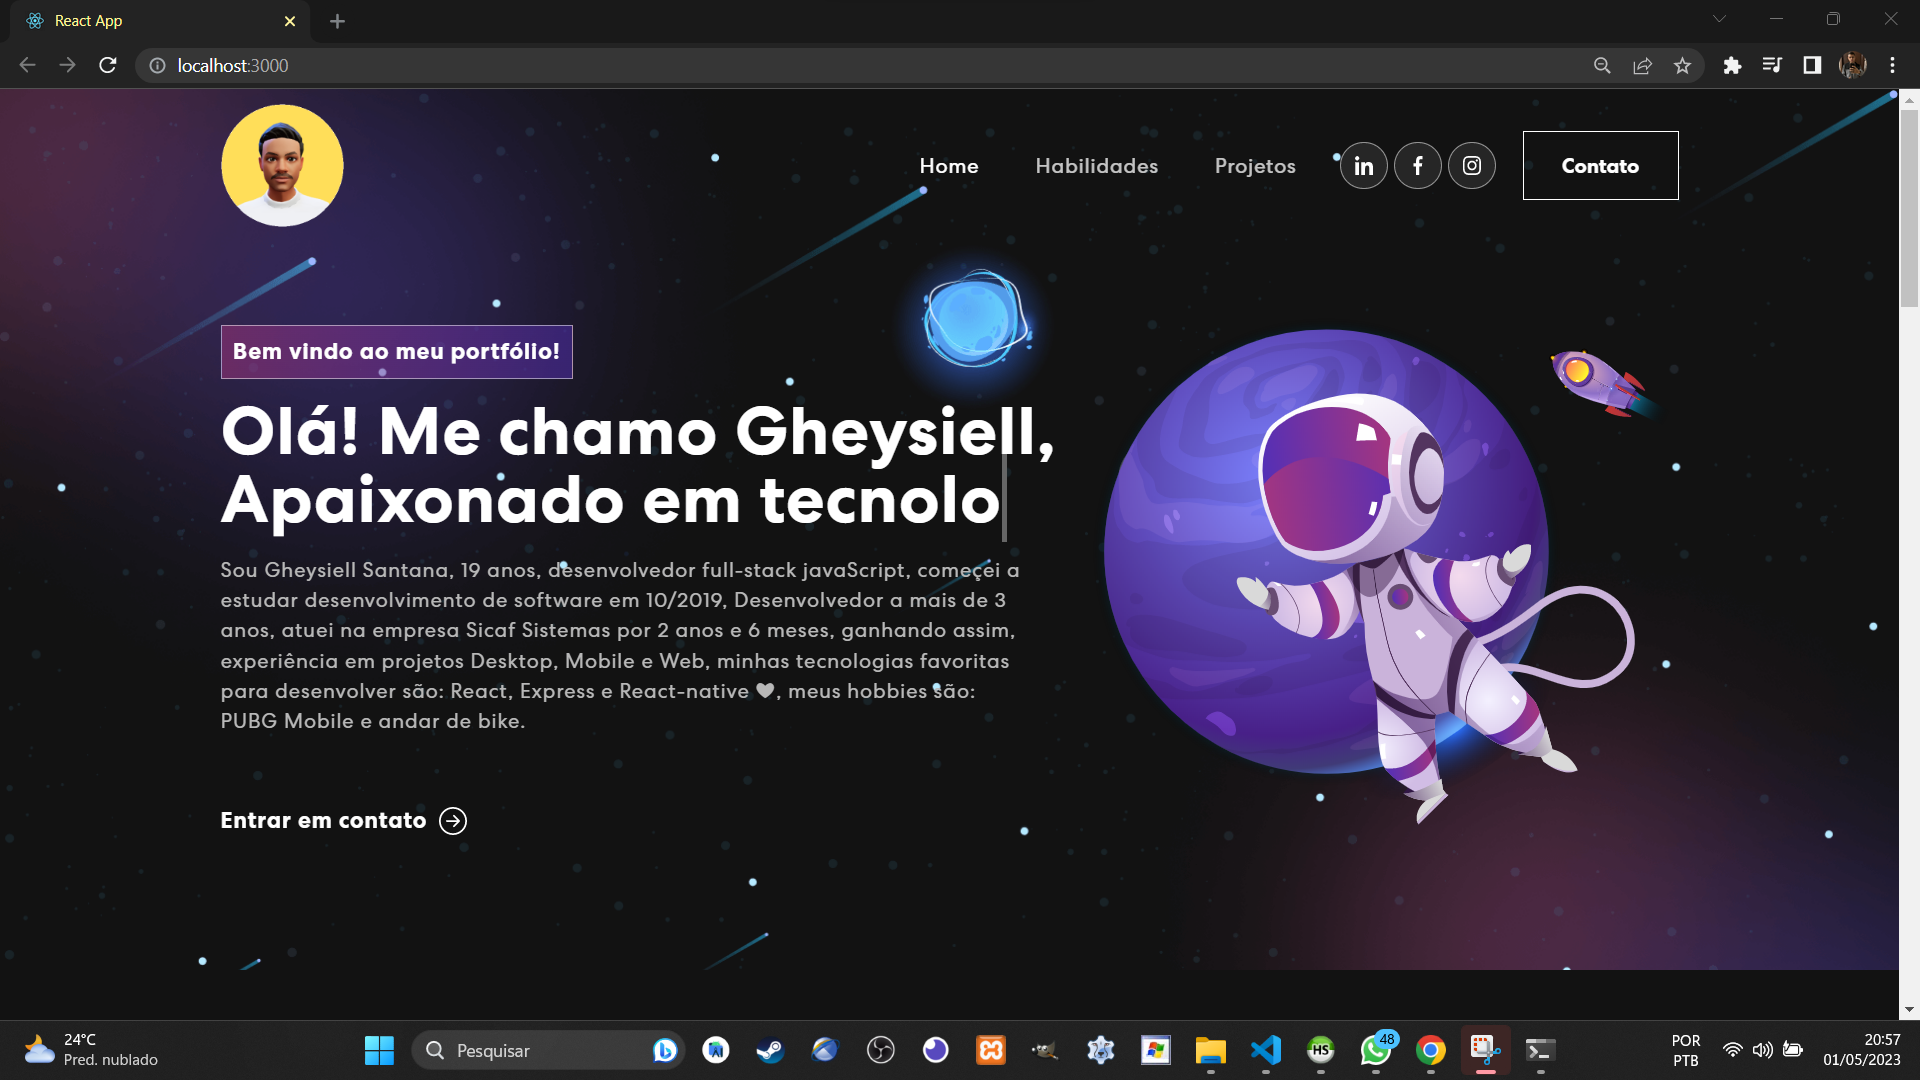 React App
localhost:3000
Home Habilidades Projetos in f Contato
Bem vindo ao meu portfólio!
Olá! Me chamo Gheysiell,
Apaixonado em tecnolo
Sou Gheysiell Santana, 19 anos, desenvolvedor full-stack javaScript, começei a
estudar desenvolvimento de software em 10/2019, Desenvolvedor a mais de 3
anos, atuei na empresa Sicaf Sistemas por 2 anos e 6 meses, ganhando assim,
experiência em projetos Desktop, Mobile e Web, minhas tecnologias favoritas
para desenvolver são: React, Express e React-native 🖤, meus hobbies são:
PUBG Mobile e andar de bike.
Entrar em contato
24°C
Pred. nublado
Pesquisar
HS
48
POR
PTB
20:57
01/05/2023